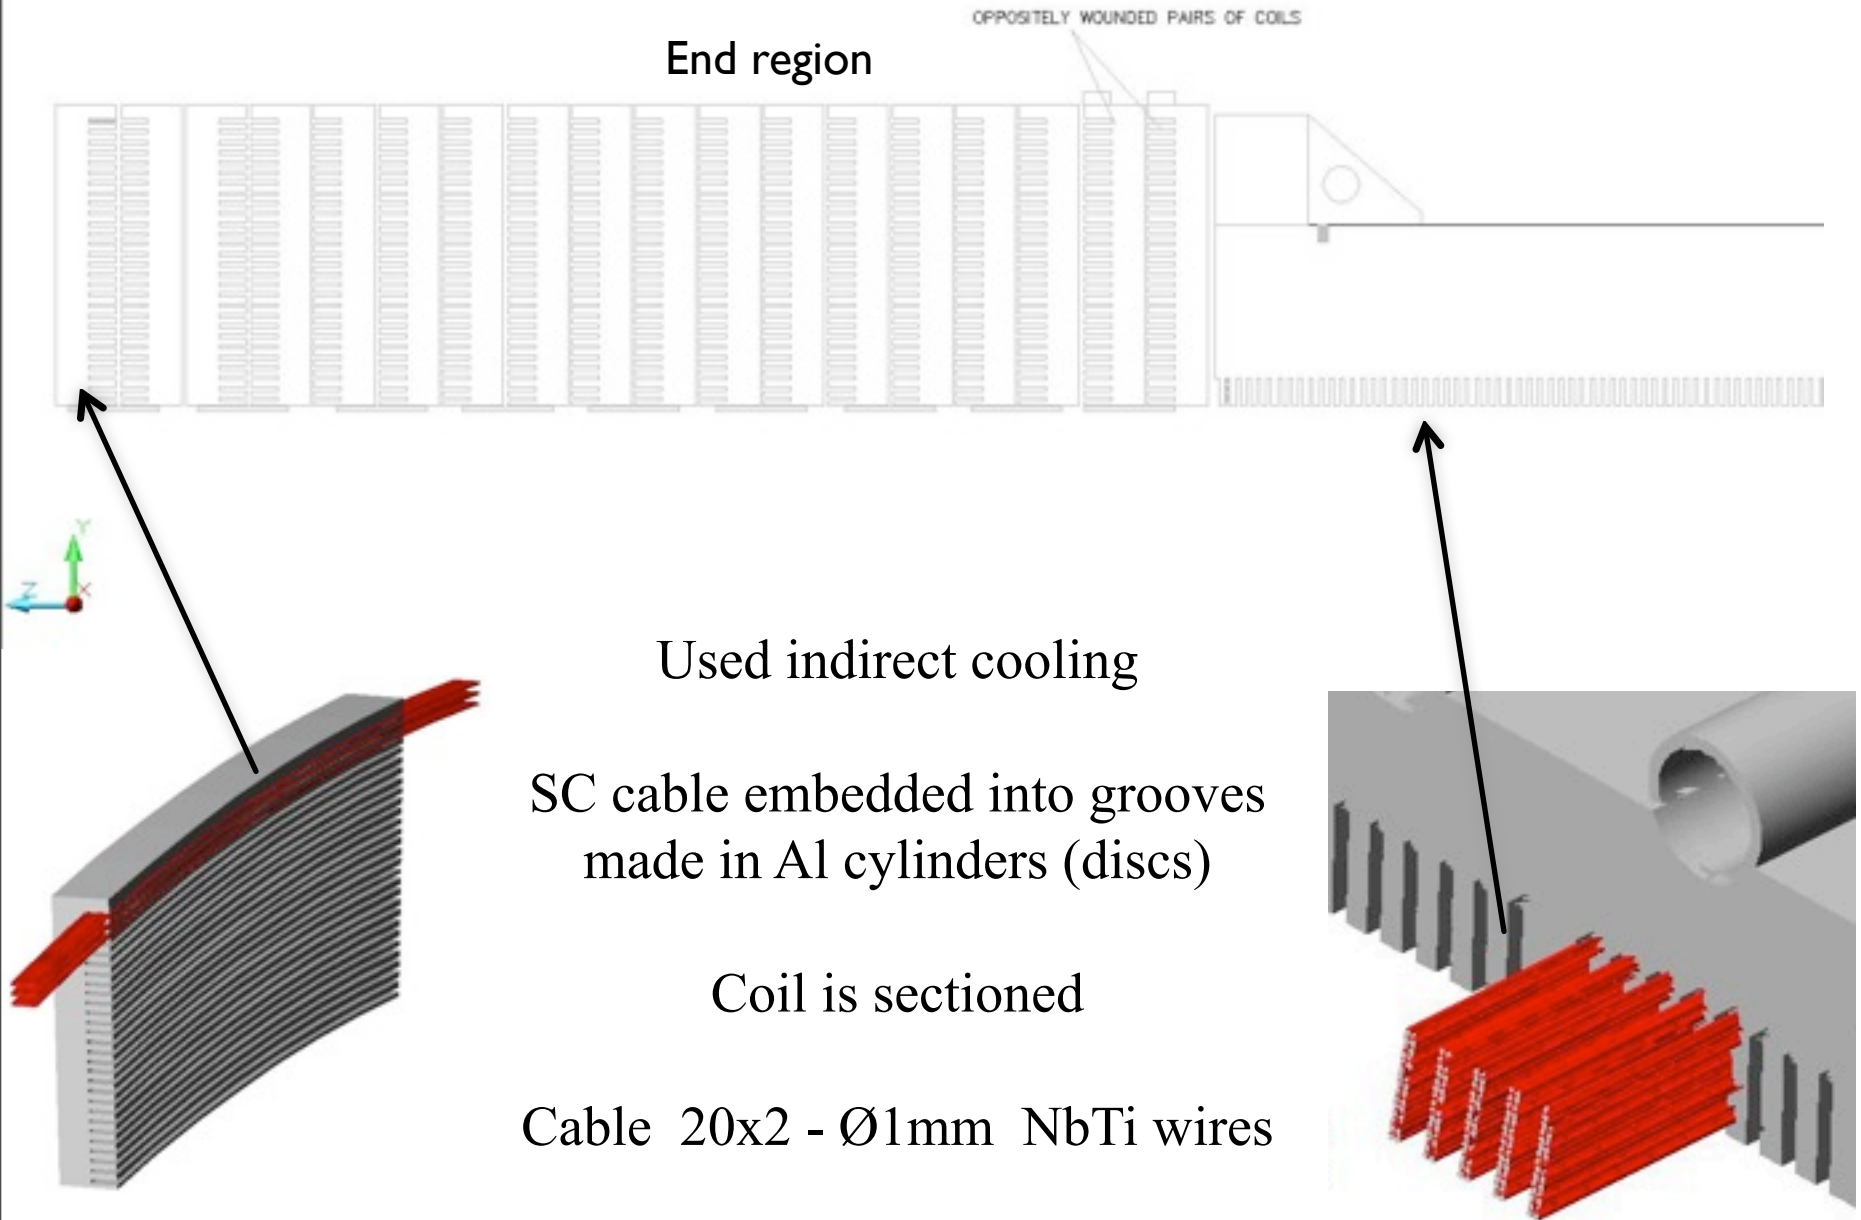 OPPOSITELY WOUNDED PAIRS OF COILS
End region
Y
Z
X
Used indirect cooling
SC cable embedded into grooves
made in Al cylinders (discs)
Coil is sectioned
Cable 20x2 - Ø1mm NbTi wires